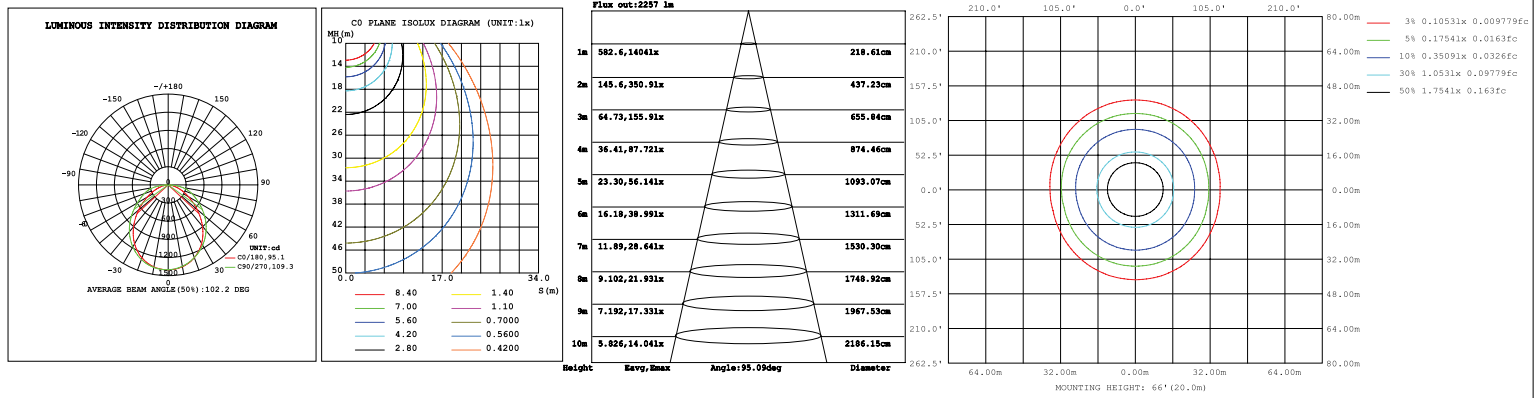 LUMINOUS INTENSITY DISTRIBUTION DIAGRAM
-/+180
-150 150
-120 120
-90 90
60
-30 30
0
0
300
600
900
1200
1500
UNIT:cd
C0/180,95.1
C90/270,109.3
AVERAGE BEAM ANGLE(50%):102.2 DEG
C0 PLANE ISOLUX DIAGRAM (UNIT:lx)
MH(m)
10
14
18
22
26
30
34
38
42
46
50
0.0 17.0 34.0
S(m)
8.40 1.40
7.00 1.10
5.60 0.7000
4.20 0.5600
2.80 0.4200
Flux out:2257 lm
1m 582.6,1404lx 218.61cm
2m 145.6,350.9lx 437.23cm
3m 64.73,155.9lx 655.84cm
4m 36.41,87.72lx 874.46cm
5m 23.30,56.14lx 1093.07cm
6m 16.18,38.99lx 1311.69cm
7m 11.89,28.64lx 1530.30cm
8m 9.102,21.93lx 1748.92cm
9m 7.192,17.33lx 1967.53cm
10m 5.826,14.04lx 2186.15cm
Height Eavg,Emax Angle:95.09deg Diameter
210.0' 105.0' 0.0' 105.0' 210.0'
262.5' 80.00m
210.0' 64.00m
157.5' 48.00m
105.0' 32.00m
52.5' 16.00m
0.0' 0.00m
52.5' 16.00m
105.0' 32.00m
157.5' 48.00m
210.0' 64.00m
262.5' 80.00m
64.00m 32.00m 0.00m 32.00m 64.00m
MOUNTING HEIGHT: 66'(20.0m)
3% 0.1053lx 0.009779fc
5% 0.1754lx 0.0163fc
10% 0.3509lx 0.0326fc
30% 1.053lx 0.09779fc
50% 1.754lx 0.163fc